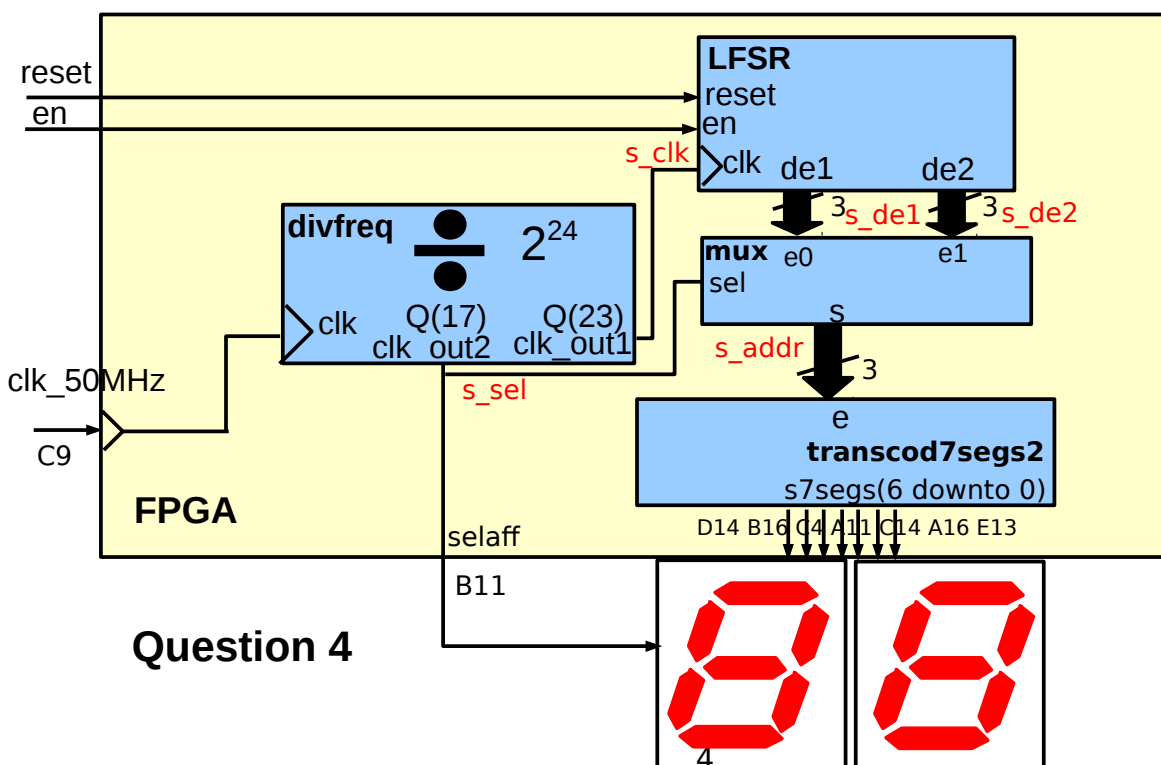 LFSR
reset
reset
en
en
s_clk
clk
de1
de2
3
s_de1
3
s_de2
divfreq
2^24
mux
e0
e1
sel
clk
Q(17)
Q(23)
s
clk_out2
clk_out1
s_addr
3
clk_50MHz
s_sel
e
C9
transcod7segs2
s7segs(6 downto 0)
FPGA
D14 B16 C4 A11 C14 A16 E13
selaff
B11
Question 4
4